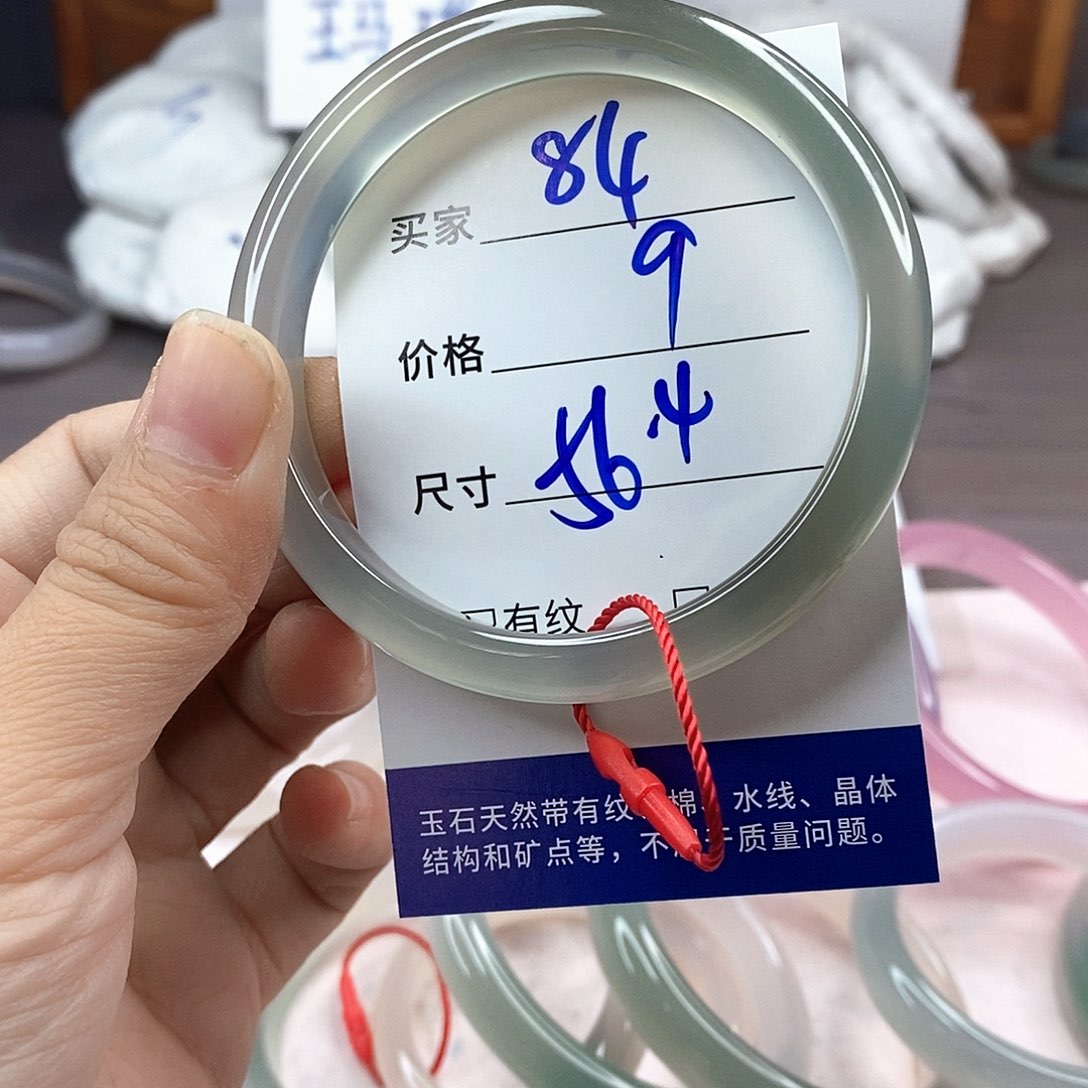 买家 84
9
价格
尺寸 56.4
有纹
玉石天然带有纹、棉、水线、晶体
结构和矿点等，不属于质量问题。